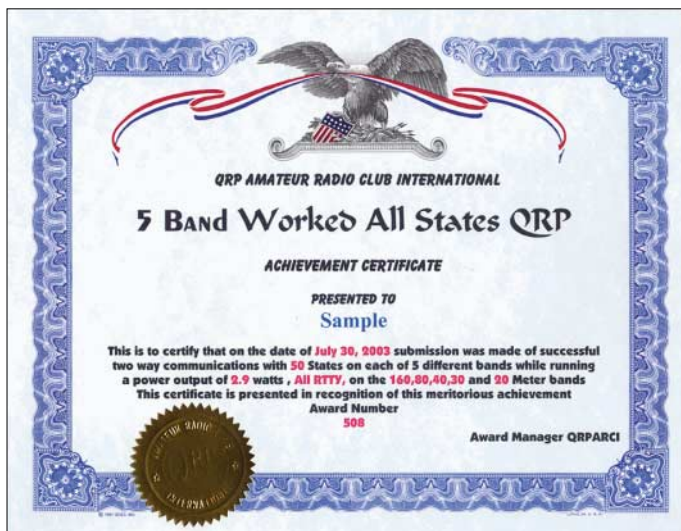 QRP AMATEUR RADIO CLUB INTERNATIONAL
5 BAND WORKED ALL STATES QRP
ACHIEVEMENT CERTIFICATE
PRESENTED TO
Sample
This is to certify that on the date of July 30, 2003 submission was made of successful
two way communications with 50 States on each of 5 different bands while running
a power output of 2.9 watts , All RTTY, on the 160,80,40,30 and 20 Meter bands
This certificate is presented in recognition of this meritorious achievement
Award Number
508
Award Manager QRPARCI
AMATEUR RADIO
QRP
INTERNATIONAL